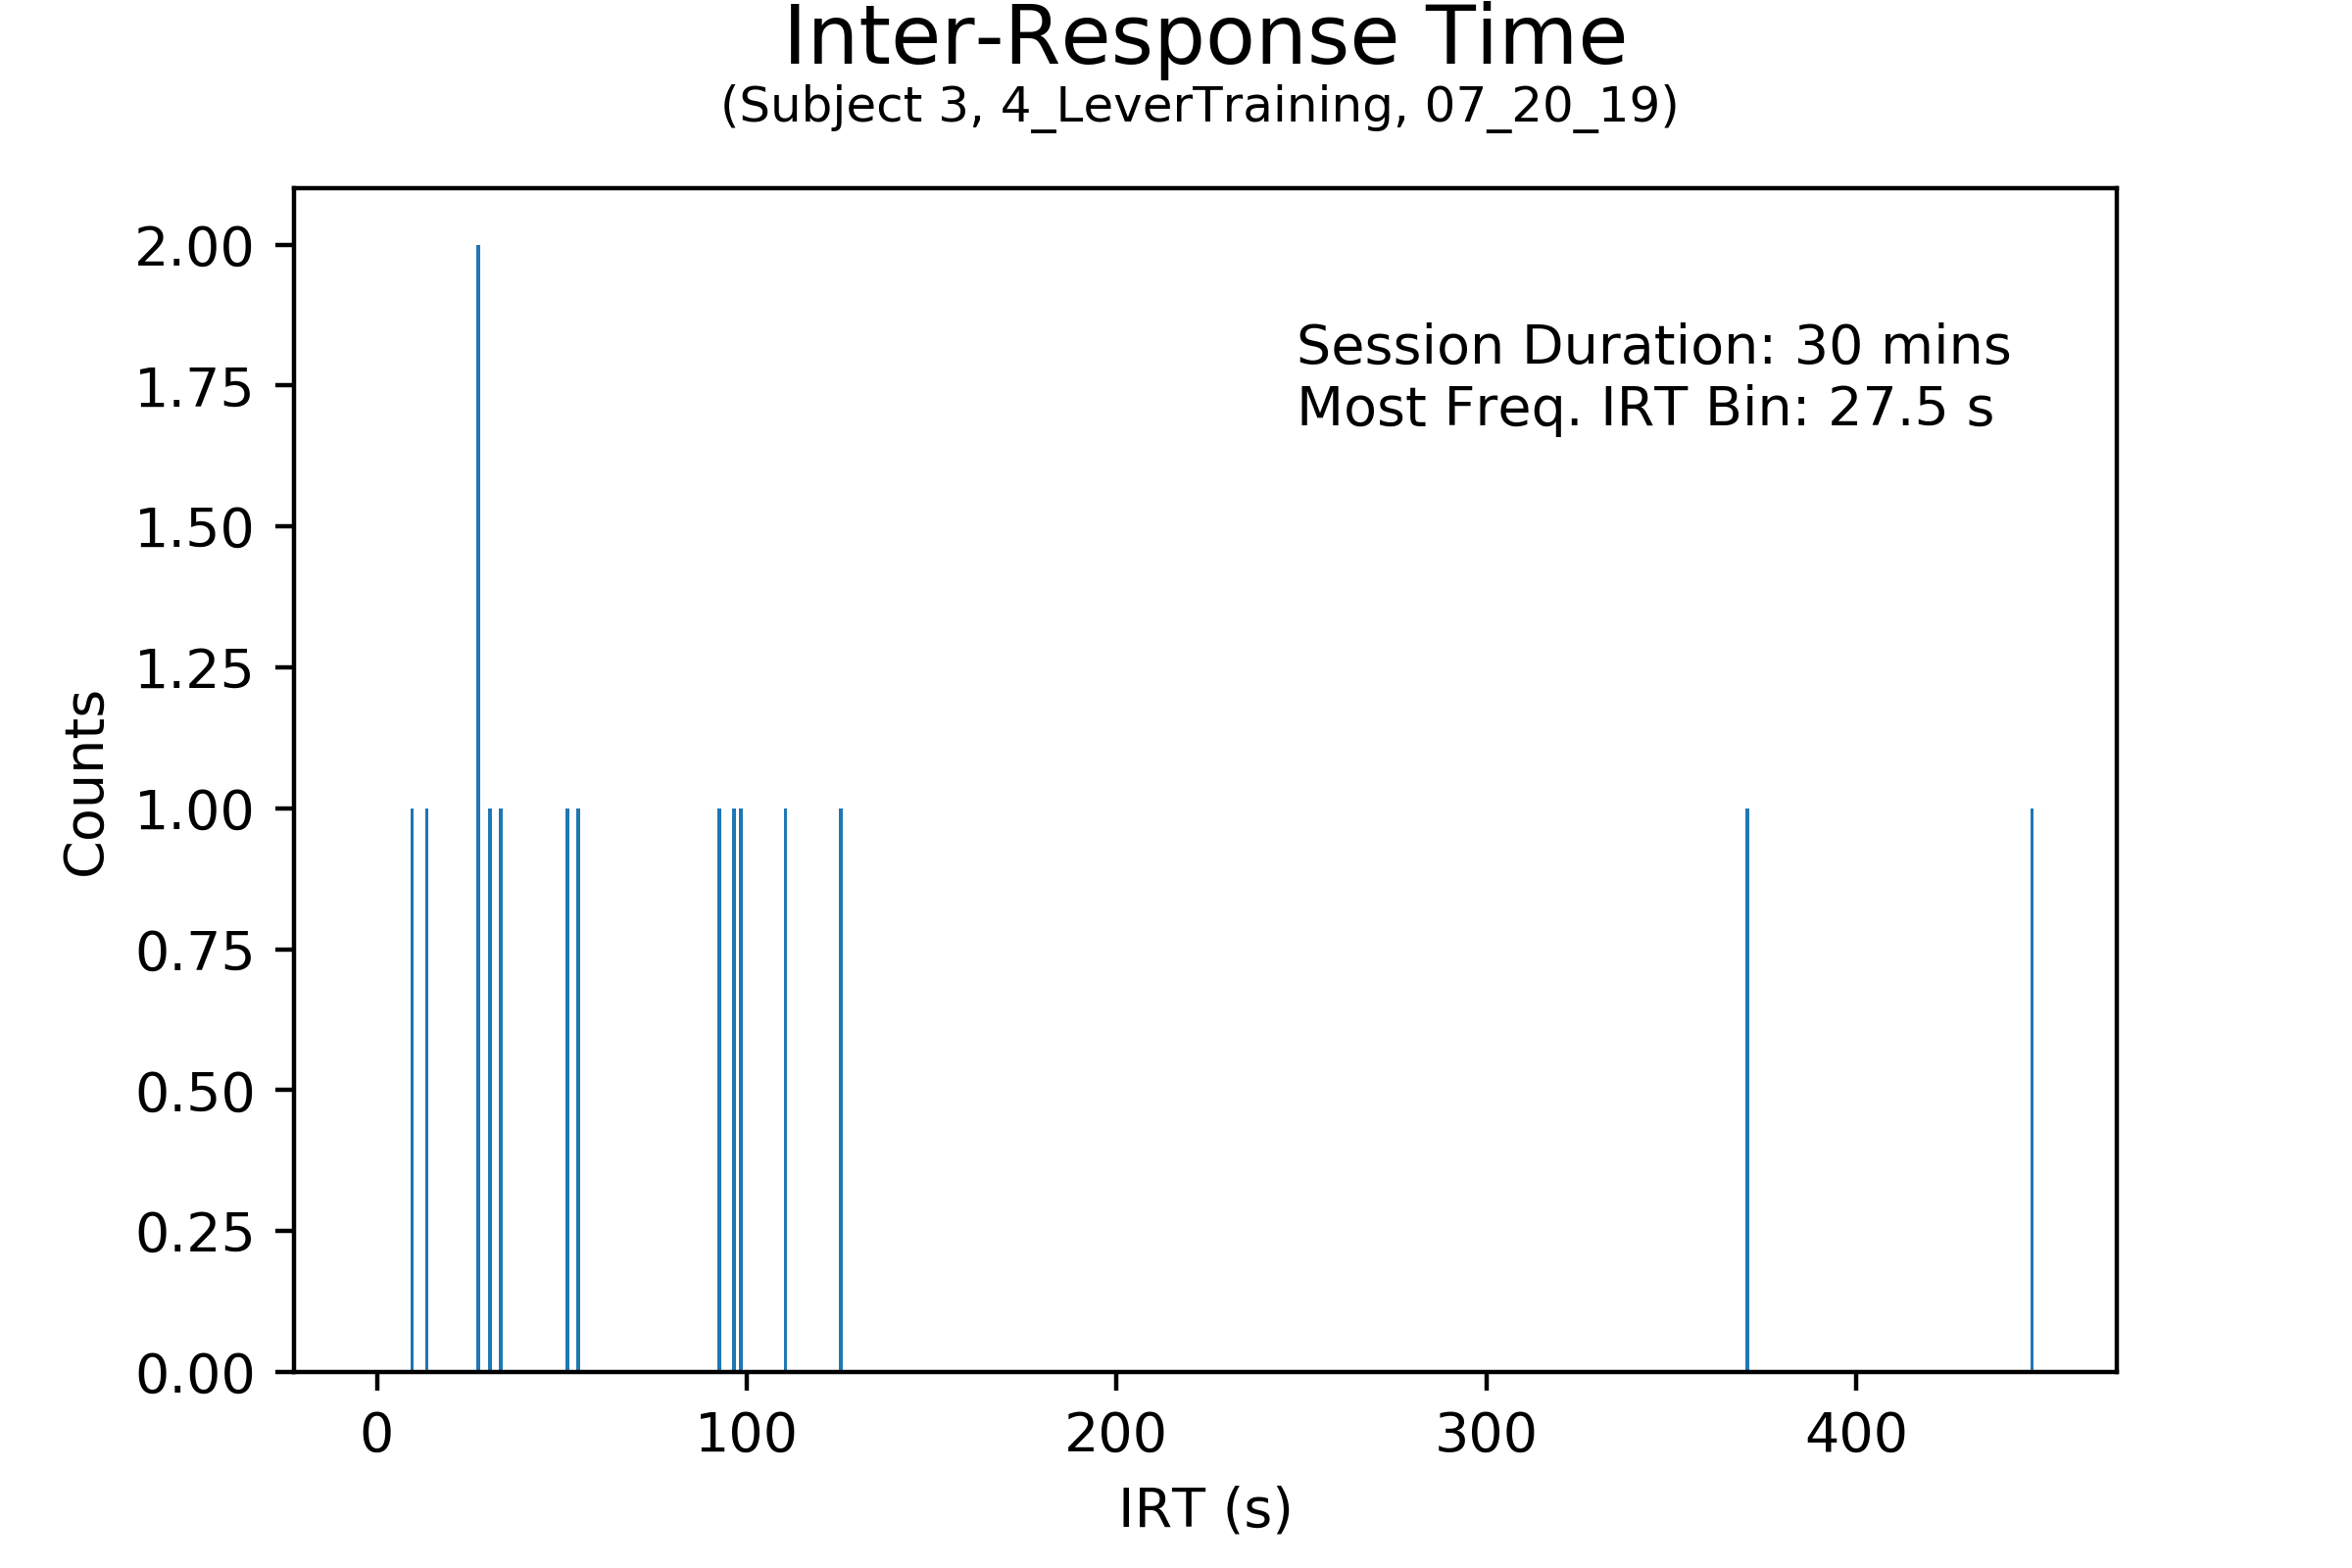 Inter-Response Time
(Subject 3, 4_LeverTraining, 07_20_19)
2.00
1.75
1.50
1.25
1.00
0.75
0.50
0.25
0.00
Counts
Session Duration: 30 mins
Most Freq. IRT Bin: 27.5 s
0 100 200 300 400
IRT (s)